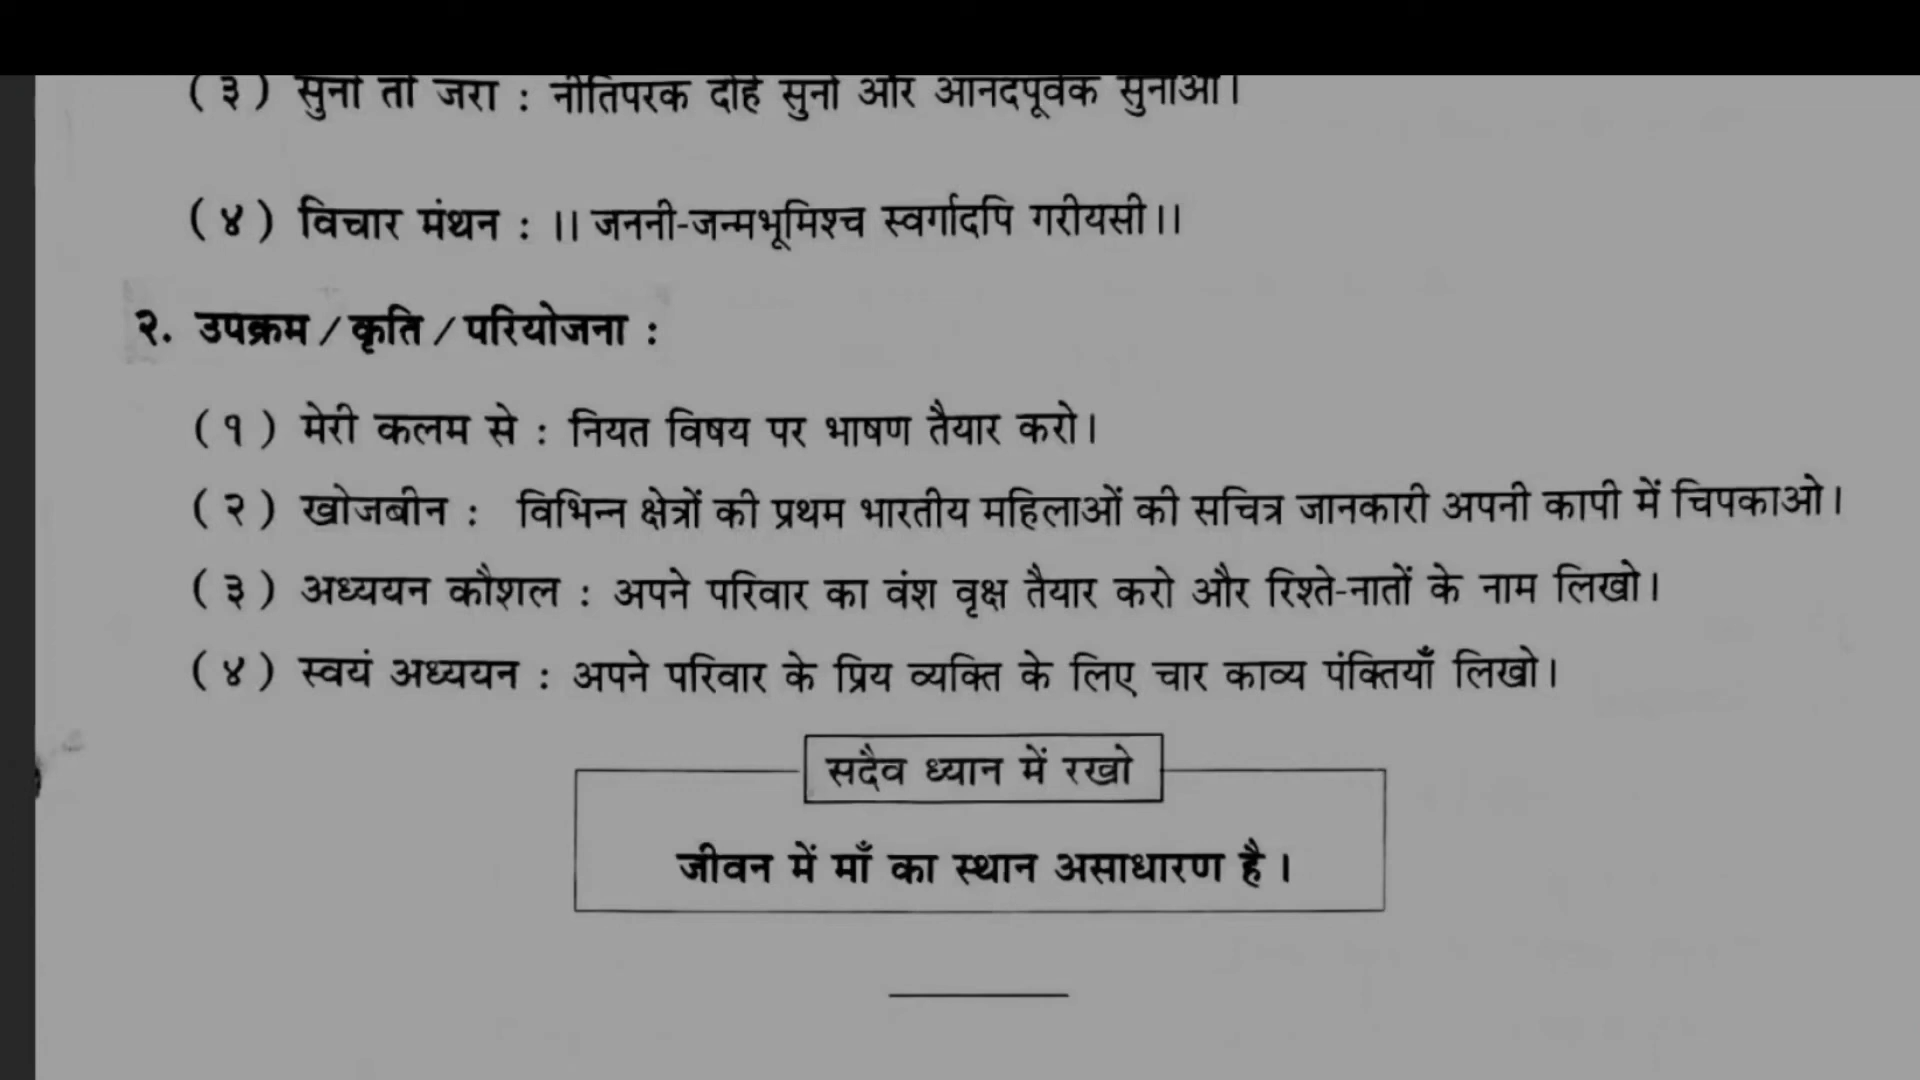 (३) सुनो तो जरा : नीतिपरक दोहे सुनो और आनंदपूर्वक सुनाओ।
(४) विचार मंथन : ।। जननी-जन्मभूमिश्च स्वर्गादपि गरीयसी।।
२. उपक्रम/कृति/परियोजना :
(१) मेरी कलम से : नियत विषय पर भाषण तैयार करो।
(२) खोजबीन : विभिन्न क्षेत्रों की प्रथम भारतीय महिलाओं की सचित्र जानकारी अपनी कापी में चिपकाओ।
(३) अध्ययन कौशल : अपने परिवार का वंश वृक्ष तैयार करो और रिश्ते-नातों के नाम लिखो।
(४) स्वयं अध्ययन : अपने परिवार के प्रिय व्यक्ति के लिए चार काव्य पंक्तियाँ लिखो।
सदैव ध्यान में रखो
जीवन में माँ का स्थान असाधारण है।